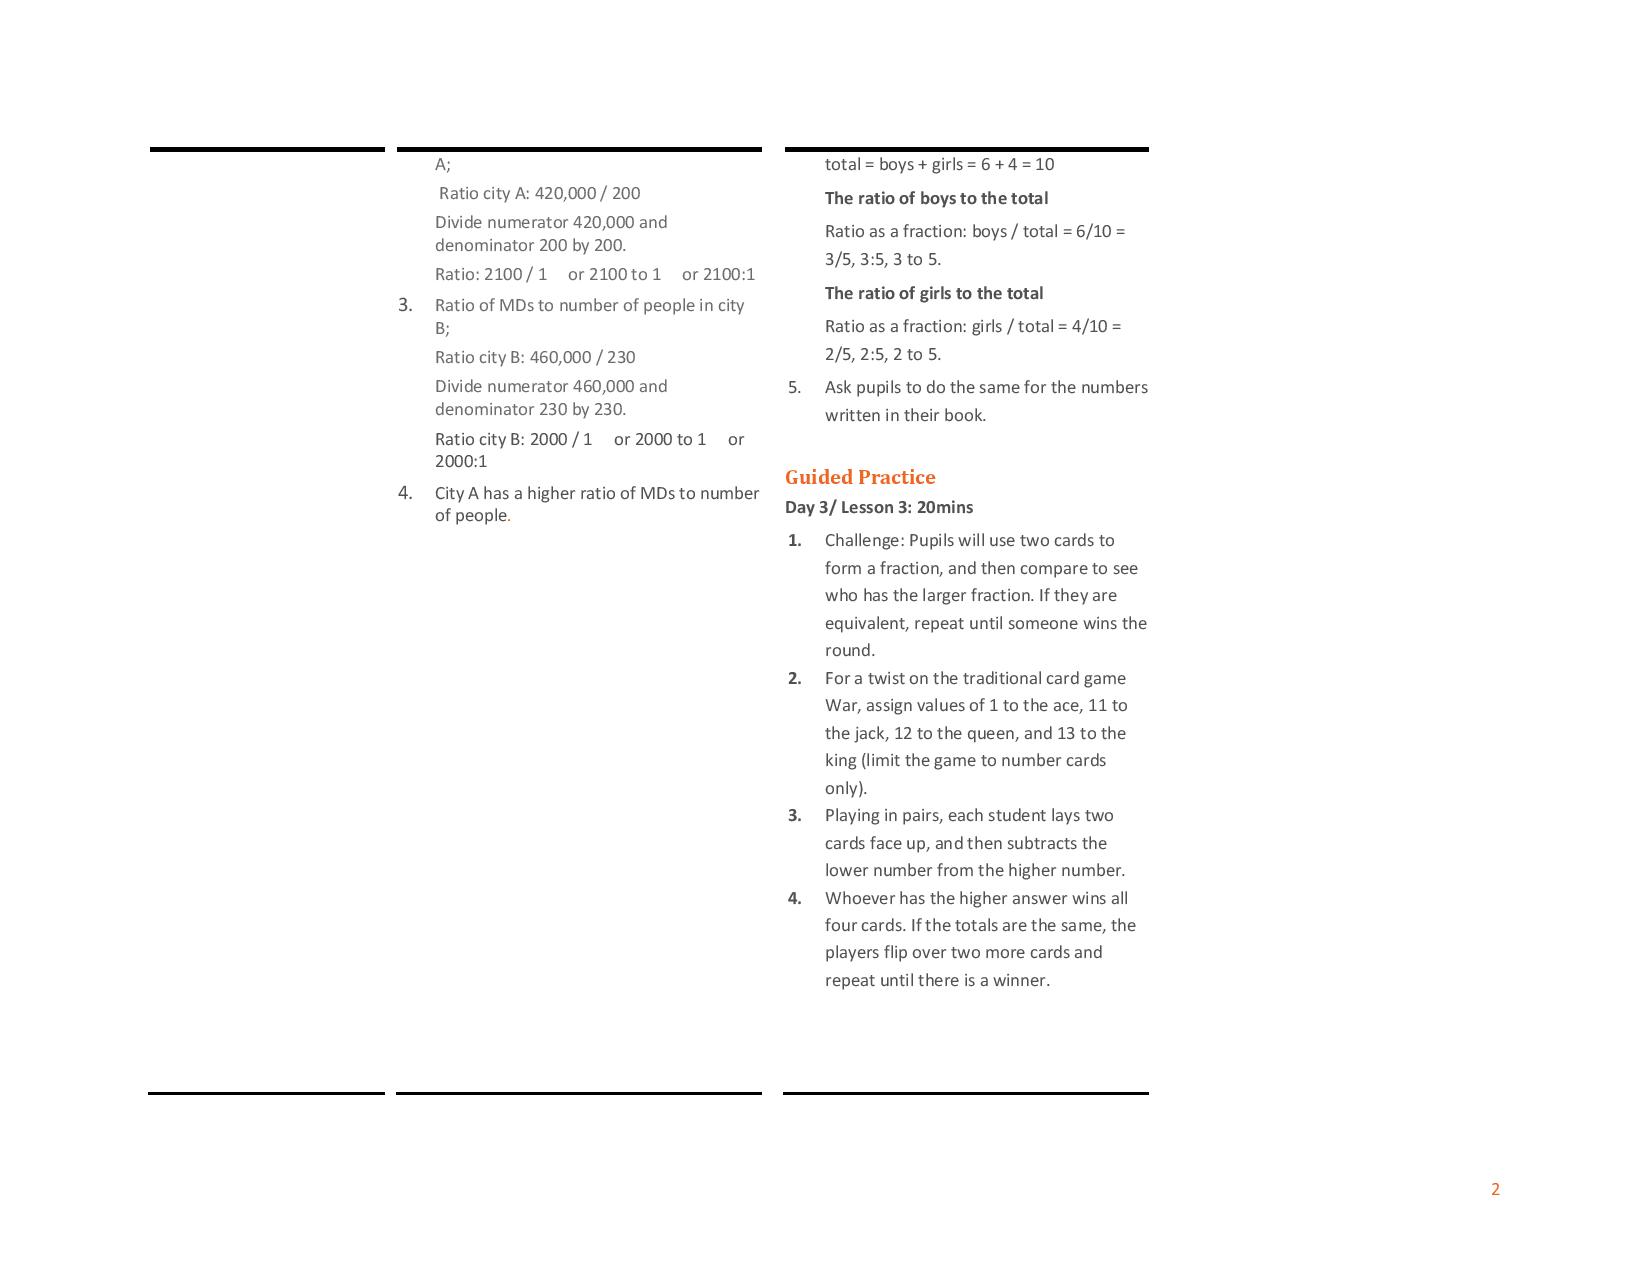 A;
Ratio city A: 420,000 / 200
Divide numerator 420,000 and
denominator 200 by 200.
Ratio: 2100 / 1 or 2100 to 1 or 2100:1
3. Ratio of MDs to number of people in city
B;
Ratio city B: 460,000 / 230
Divide numerator 460,000 and
denominator 230 by 230.
Ratio city B: 2000 / 1 or 2000 to 1 or
2000:1
4. City A has a higher ratio of MDs to number
of people.
total = boys + girls = 6 + 4 = 10
The ratio of boys to the total
Ratio as a fraction: boys / total = 6/10 =
3/5, 3:5, 3 to 5.
The ratio of girls to the total
Ratio as a fraction: girls / total = 4/10 =
2/5, 2:5, 2 to 5.
5. Ask pupils to do the same for the numbers
written in their book.
Guided Practice
Day 3/ Lesson 3: 20mins
1. Challenge: Pupils will use two cards to
form a fraction, and then compare to see
who has the larger fraction. If they are
equivalent, repeat until someone wins the
round.
2. For a twist on the traditional card game
War, assign values of 1 to the ace, 11 to
the jack, 12 to the queen, and 13 to the
king (limit the game to number cards
only).
3. Playing in pairs, each student lays two
cards face up, and then subtracts the
lower number from the higher number.
4. Whoever has the higher answer wins all
four cards. If the totals are the same, the
players flip over two more cards and
repeat until there is a winner.
2